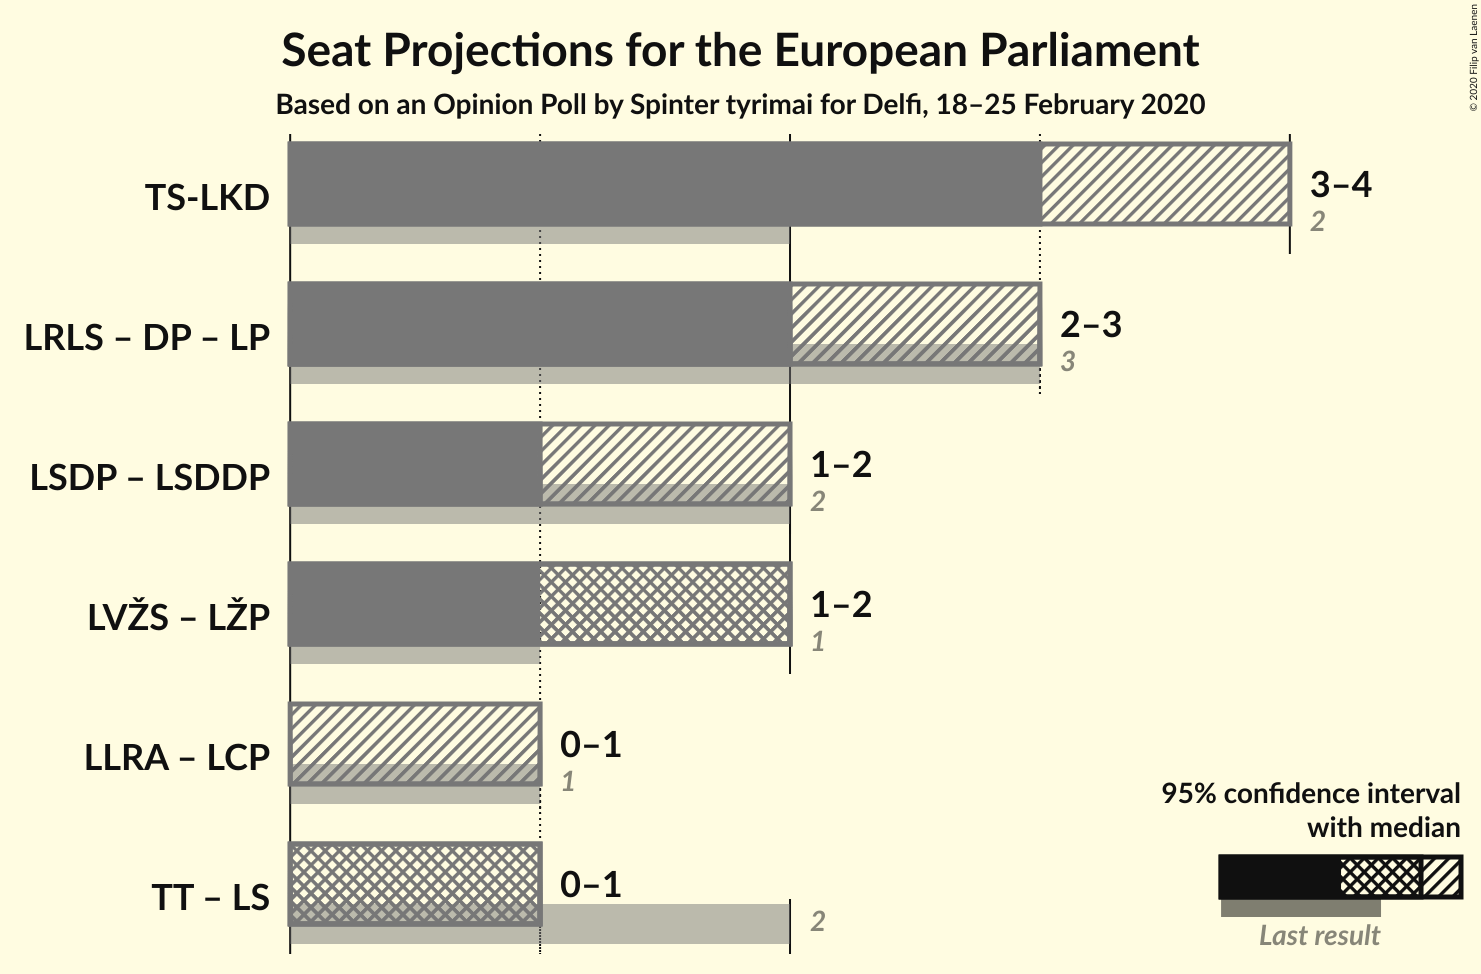 Seat Projections for the European Parliament
Based on an Opinion Poll by Spinter tyrimai for Delfi, 18–25 February 2020
© 2020 Filip van Laenen
TS-LKD
3–4
2
LRLS – DP – LP
2–3
3
LSDP – LSDDP
1–2
2
LVŽS – LŽP
1–2
1
LLRA – LCP
0–1
1
TT – LS
0–1
2
95% confidence interval
with median
Last result